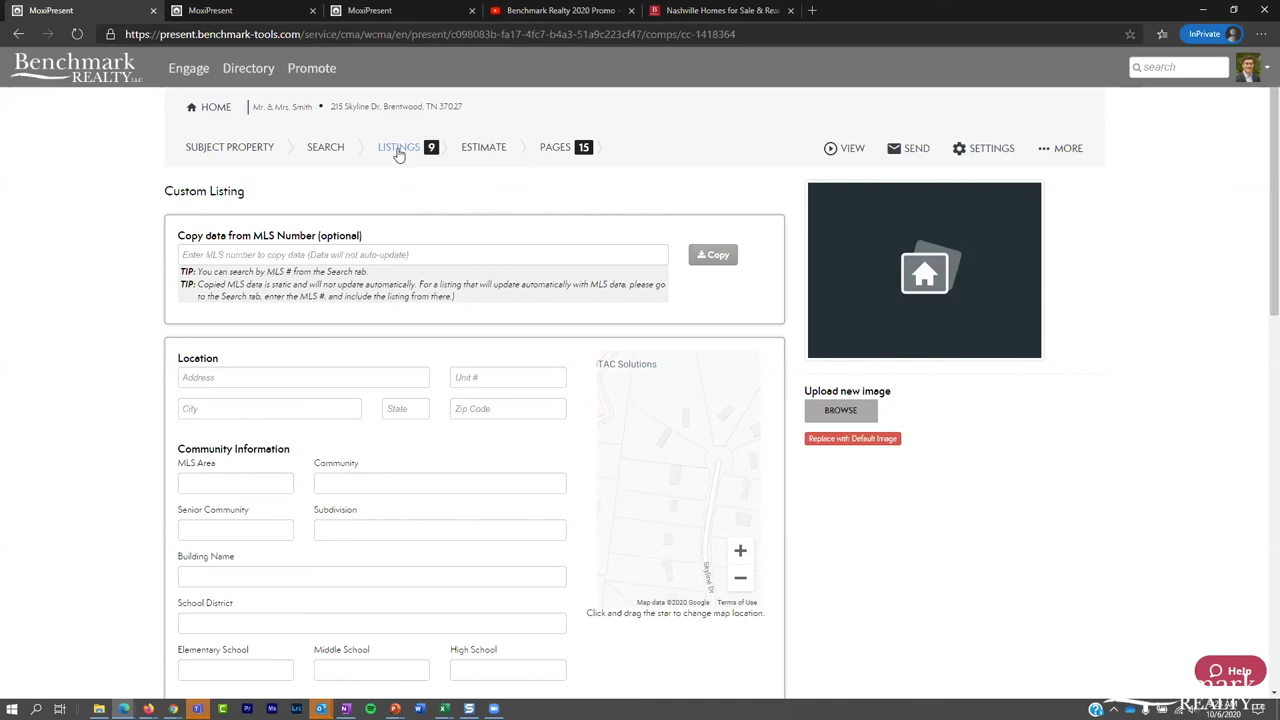 MoxiPresent
MoxiPresent
MoxiPresent
Benchmark Realty 2020 Promo
Nashville Homes for Sale & Rea
https://present.benchmark-tools.com/service/cma/wcma/en/present/c098083b-fa17-4fc7-b4a3-51a9c223cf47/comps/cc-1418364
InPrivate
Benchmark
REALTY, LLC
Engage
Directory
Promote
search
HOME
Mr. & Mrs. Smith • 215 Skyline Dr, Brentwood, TN 37027
SUBJECT PROPERTY
SEARCH
LISTINGS 9
ESTIMATE
PAGES 15
VIEW
SEND
SETTINGS
MORE
Custom Listing
Copy data from MLS Number (optional)
Enter MLS number to copy data (Data will not auto-update)
Copy
TIP: You can search by MLS # from the Search tab.
TIP: Copied MLS data is static and will not update automatically. For a listing that will update automatically with MLS data, please go
to the Search tab, enter the MLS #, and include the listing from there.)
Location
Address
Unit #
City
State
Zip Code
TAC Solutions
Skyline Dr
Map data ©2020 Google
Terms of Use
Click and drag the star to change map location.
Community Information
MLS Area
Community
Senior Community
Subdivision
Building Name
School District
Elementary School
Middle School
High School
Upload new image
BROWSE
Replace with Default Image
Help
REALTY
10/6/2020